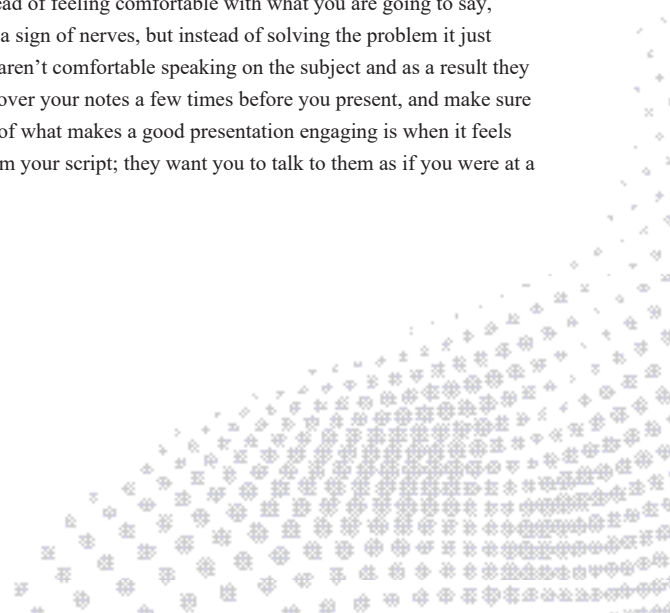 ead of feeling comfortable with what you are going to say,
a sign of nerves, but instead of solving the problem it just
aren’t comfortable speaking on the subject and as a result they
over your notes a few times before you present, and make sure
of what makes a good presentation engaging is when it feels
m your script; they want you to talk to them as if you were at a